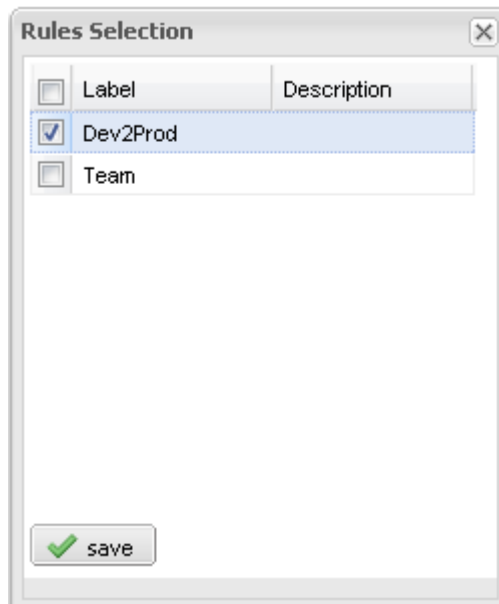 Rules Selection
Label Description
Dev2Prod
Team
save